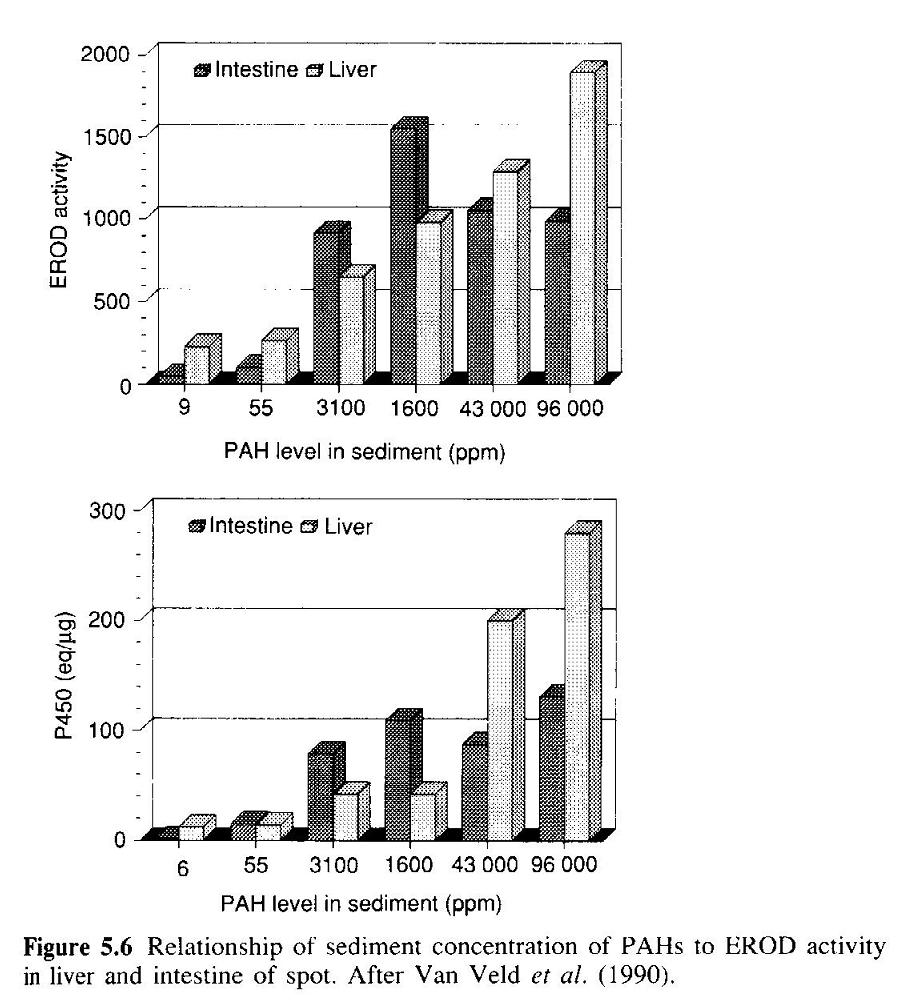 2000
Intestine Liver
1500
1000
500
0
EROD activity
9 55 3100 1600 43 000 96 000
PAH level in sediment (ppm)
300
Intestine Liver
200
100
0
P450 (eq/µg)
6 55 3100 1600 43 000 96 000
PAH level in sediment (ppm)
Figure 5.6 Relationship of sediment concentration of PAHs to EROD activity
in liver and intestine of spot. After Van Veld et al. (1990).